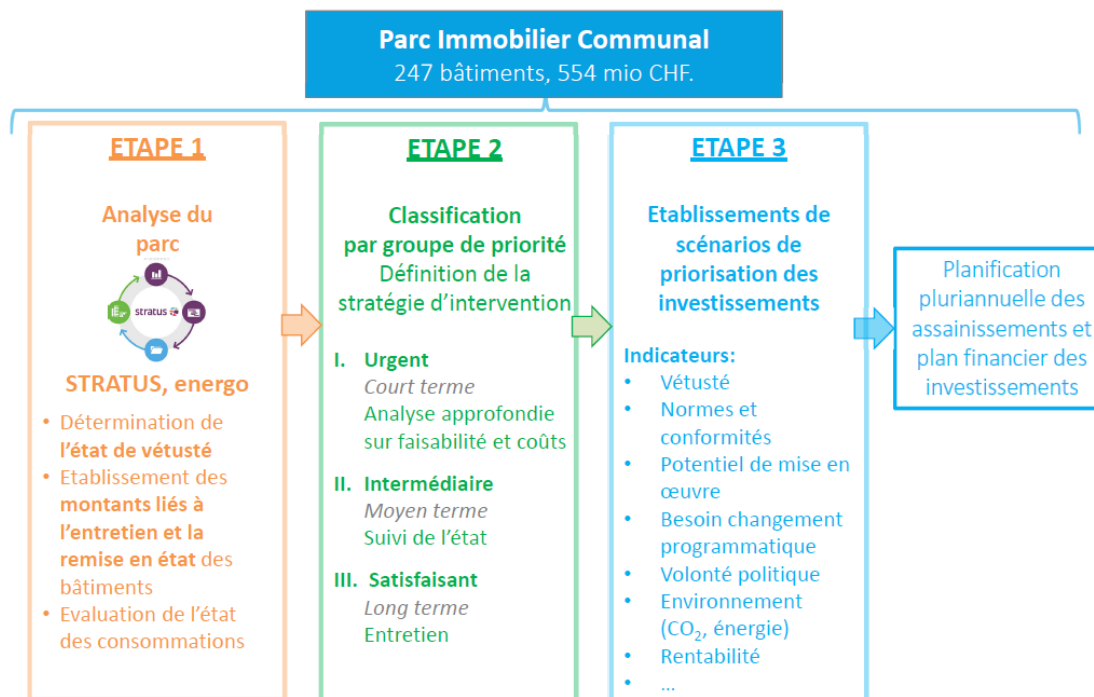 Parc Immobilier Communal
247 bâtiments, 554 mio CHF.
ETAPE 1
Analyse du
parc
stratus
STRATUS, energo
• Détermination de
l’état de vétusté
• Etablissement des
montants liés à
l’entretien et la
remise en état des
bâtiments
• Evaluation de l’état
des consommations
ETAPE 2
Classification
par groupe de priorité
Définition de la
stratégie d’intervention
I. Urgent
Court terme
Analyse approfondie
sur faisabilité et coûts
II. Intermédiaire
Moyen terme
Suivi de l’état
III. Satisfaisant
Long terme
Entretien
ETAPE 3
Etablissements de
scénarios de
priorisation des
investissements
Indicateurs:
• Vétusté
• Normes et
conformités
• Potentiel de mise en
œuvre
• Besoin changement
programmatique
• Volonté politique
• Environnement
(CO₂, énergie)
• Rentabilité
• ...
Planification
pluriannuelle des
assainissements et
plan financier des
investissements